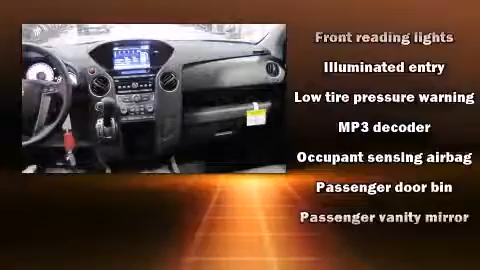 Front reading lights
Illuminated entry
Low tire pressure warning
MP3 decoder
Occupant sensing airbag
Passenger door bin
Passenger vanity mirror